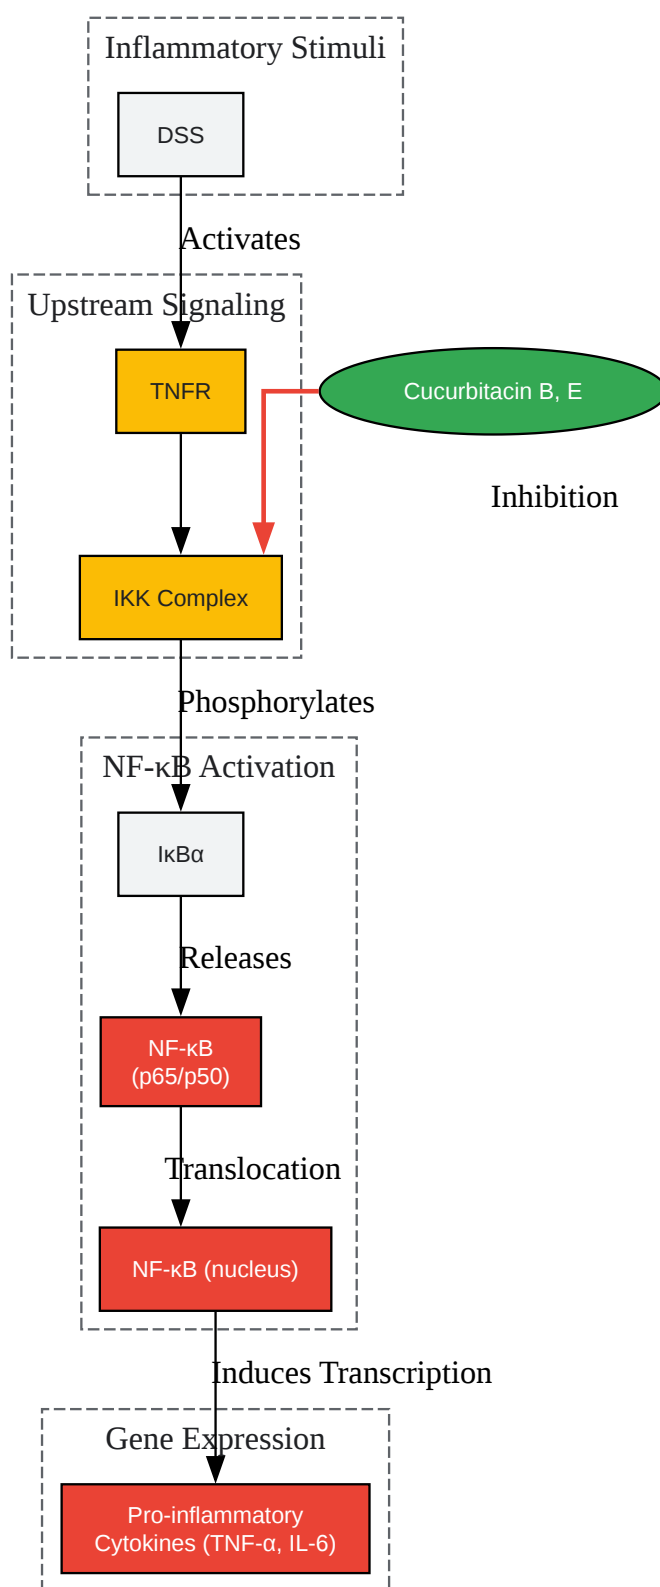 Inflammatory Stimuli
DSS
Activates
Upstream Signaling
TNFR
Cucurbitacin B, E
Inhibition
IKK Complex
Phosphorylates
NF-κB Activation
IκBα
Releases
NF-κB
(p65/p50)
Translocation
NF-κB (nucleus)
Induces Transcription
Gene Expression
Pro-inflammatory
Cytokines (TNF-α, IL-6)